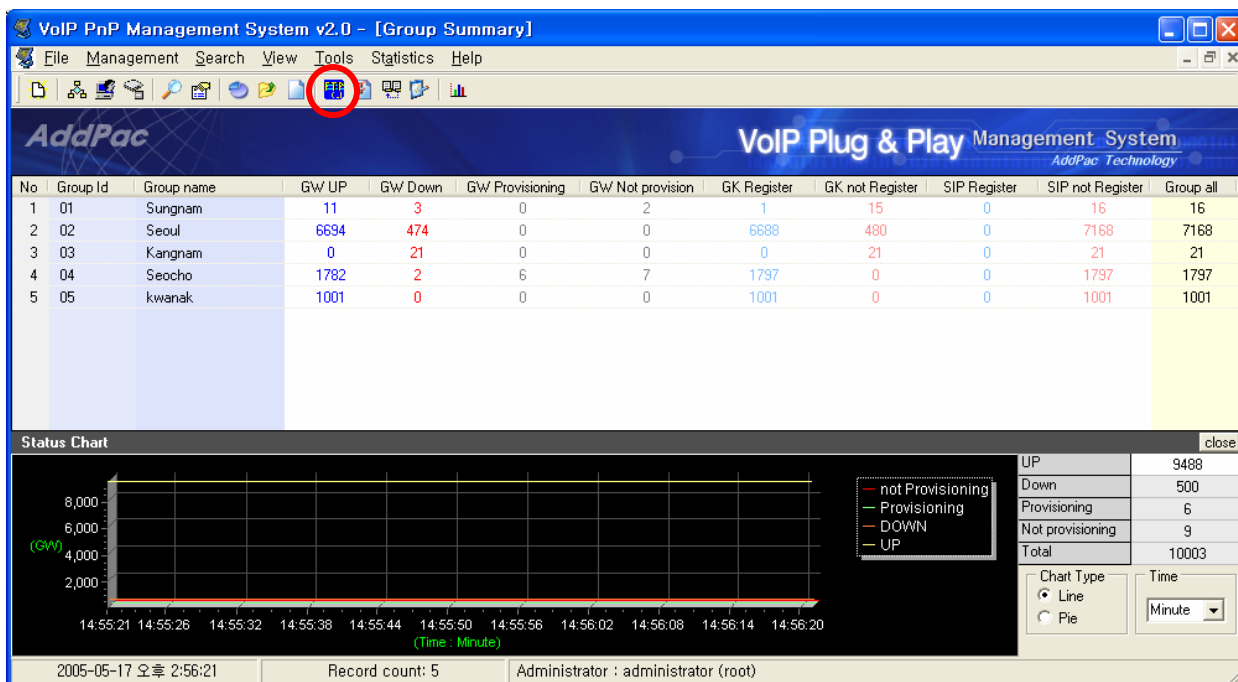 VoIP PnP Management System v2.0 - [Group Summary]
File Management Search View Tools Statistics Help
AddPac
VoIP Plug & Play Management System
AddPac Technology
No Group Id Group name GW UP GW Down GW Provisioning GW Not provision GK Register GK not Register SIP Register SIP not Register Group all
1 01 Sungnam 11 3 0 2 1 15 0 16 16
2 02 Seoul 6694 474 0 0 6688 480 0 7168 7168
3 03 Kangnam 0 21 0 0 0 21 0 21 21
4 04 Seocho 1782 2 6 7 1797 0 0 1797 1797
5 05 kwanak 1001 0 0 0 1001 0 0 1001 1001
Status Chart close
8,000
6,000
(GW)
4,000
2,000
14:55:21 14:55:26 14:55:32 14:55:38 14:55:44 14:55:50 14:55:56 14:56:02 14:56:08 14:56:14 14:56:20
(Time : Minute)
not Provisioning
Provisioning
DOWN
UP
UP 9488
Down 500
Provisioning 6
Not provisioning 9
Total 10003
Chart Type
Line
Pie
Time
Minute
2005-05-17 오후 2:56:21 Record count: 5 Administrator : administrator (root)